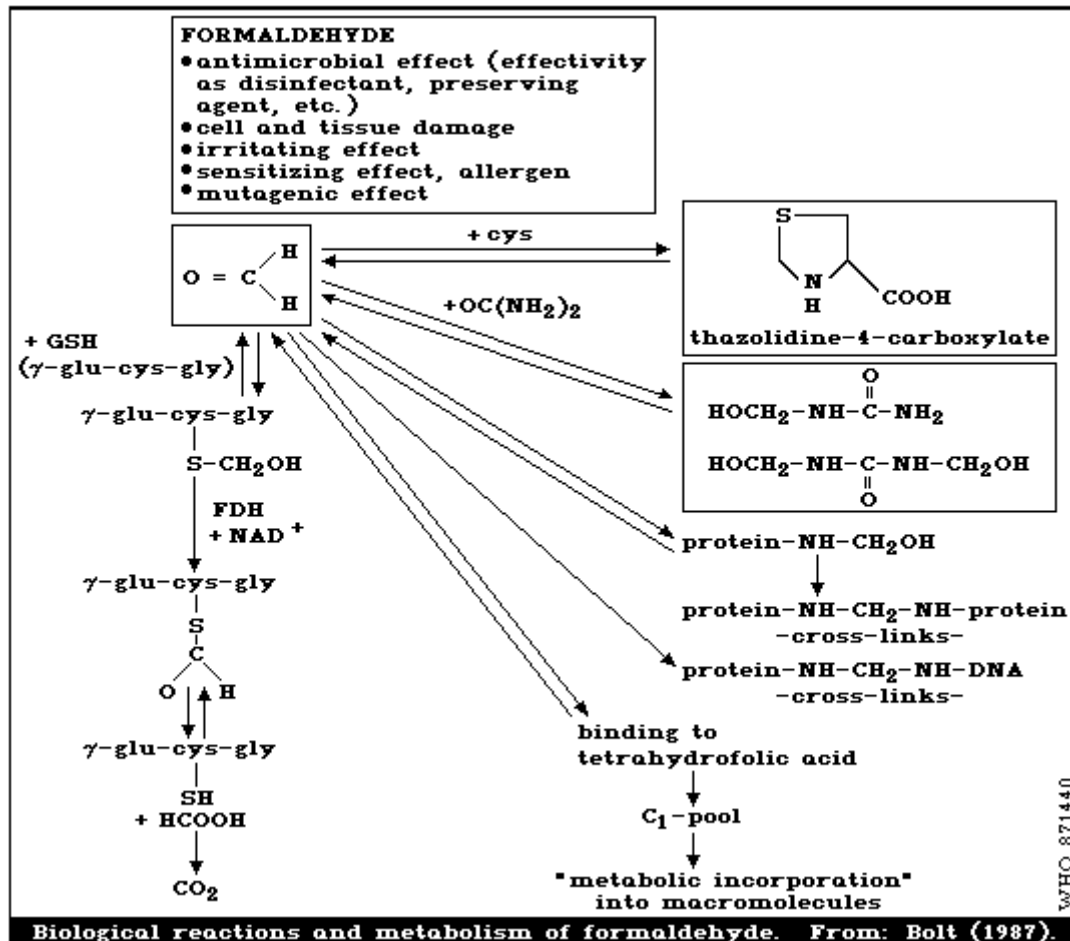 FORMALDEHYDE
•antimicrobial effect (effectivity
as disinfectant, preserving
agent, etc.)
•cell and tissue damage
•irritating effect
•sensitizing effect, allergen
•mutagenic effect
+ cys
S
N
H
COOH
thazolidine-4-carboxylate
O = C
H
H
+OC(NH₂)₂
+ GSH
(γ-glu-cys-gly)
O
HOCH₂-NH-C-NH₂
HOCH₂-NH-C-NH-CH₂OH
O
γ-glu-cys-gly
S-CH₂OH
FDH
+ NAD⁺
protein-NH-CH₂OH
γ-glu-cys-gly
protein-NH-CH₂-NH-protein
-cross-links-
S
C
O H
protein-NH-CH₂-NH-DNA
-cross-links-
γ-glu-cys-gly
SH
+ HCOOH
CO₂
binding to
tetrahydrofolic acid
C₁-pool
"metabolic incorporation"
into macromolecules
WHO 871440
Biological reactions and metabolism of formaldehyde. From: Bolt (1987).